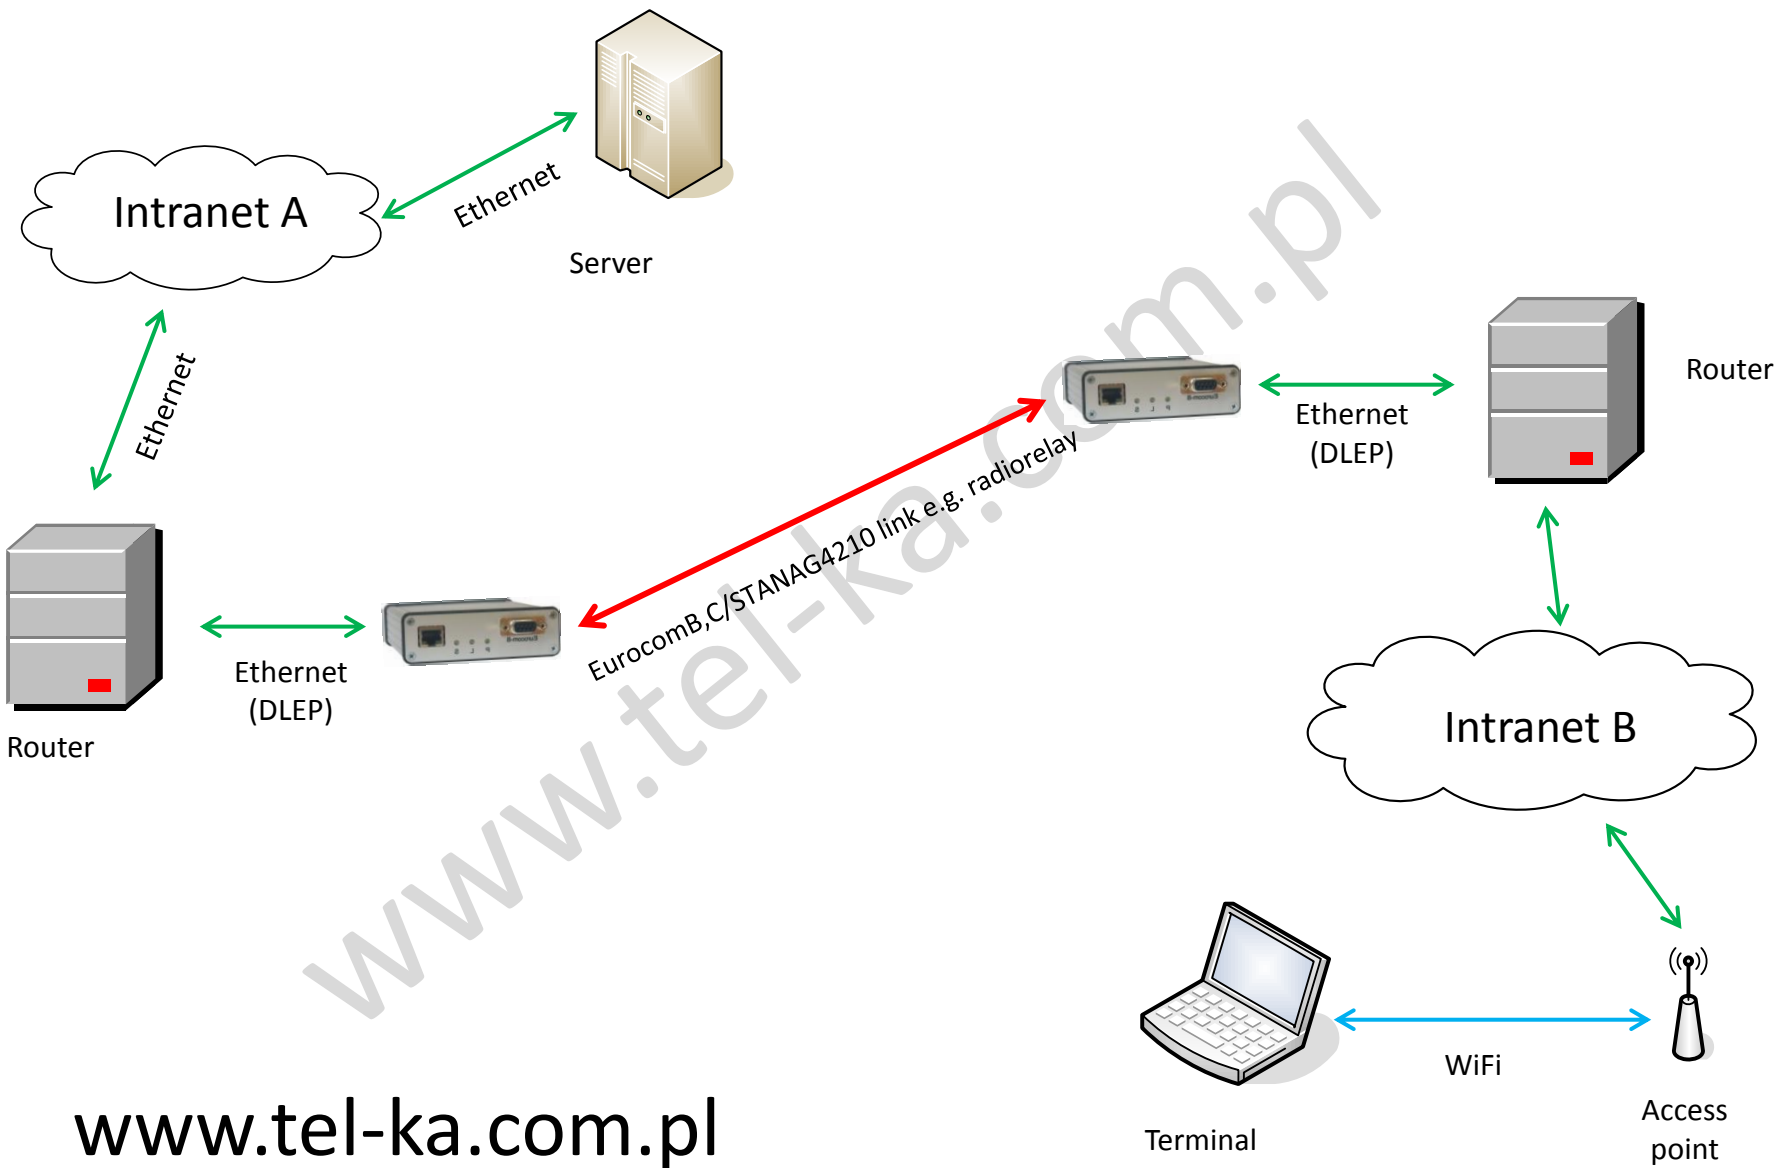 Intranet A
Ethernet
Server
Ethernet
Router
Ethernet
(DLEP)
EurocomB,C/STANAG4210 link e.g. radiorelay
Ethernet
(DLEP)
Router
Intranet B
WiFi
Terminal
Access
point
www.tel-ka.com.pl
www.tel-ka.com.pl